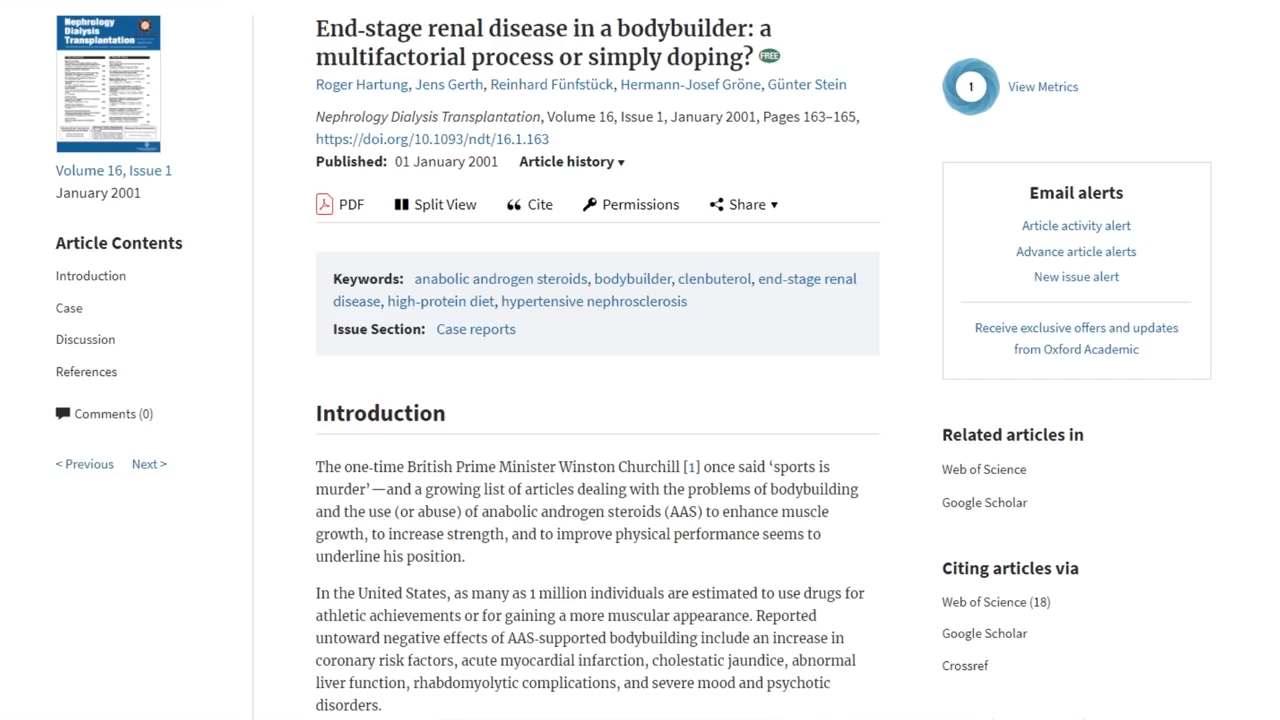 Nephrology
Dialysis
Transplantation
Volume 16, Issue 1
January 2001
Article Contents
Introduction
Case
Discussion
References
Comments (0)
< Previous Next >
End-stage renal disease in a bodybuilder: a
multifactorial process or simply doping? FREE
Roger Hartung, Jens Gerth, Reinhard Fünfstück, Hermann-Josef Gröne, Günter Stein
Nephrology Dialysis Transplantation, Volume 16, Issue 1, January 2001, Pages 163–165,
https://doi.org/10.1093/ndt/16.1.163
Published: 01 January 2001 Article history
PDF Split View Cite Permissions Share
Keywords: anabolic androgen steroids, bodybuilder, clenbuterol, end-stage renal
disease, high-protein diet, hypertensive nephrosclerosis
Issue Section: Case reports
Introduction
The one-time British Prime Minister Winston Churchill [1] once said ‘sports is
murder’—and a growing list of articles dealing with the problems of bodybuilding
and the use (or abuse) of anabolic androgen steroids (AAS) to enhance muscle
growth, to increase strength, and to improve physical performance seems to
underline his position.
In the United States, as many as 1 million individuals are estimated to use drugs for
athletic achievements or for gaining a more muscular appearance. Reported
untoward negative effects of AAS-supported bodybuilding include an increase in
coronary risk factors, acute myocardial infarction, cholestatic jaundice, abnormal
liver function, rhabdomyolytic complications, and severe mood and psychotic
disorders.
1 View Metrics
Email alerts
Article activity alert
Advance article alerts
New issue alert
Receive exclusive offers and updates
from Oxford Academic
Related articles in
Web of Science
Google Scholar
Citing articles via
Web of Science (18)
Google Scholar
Crossref